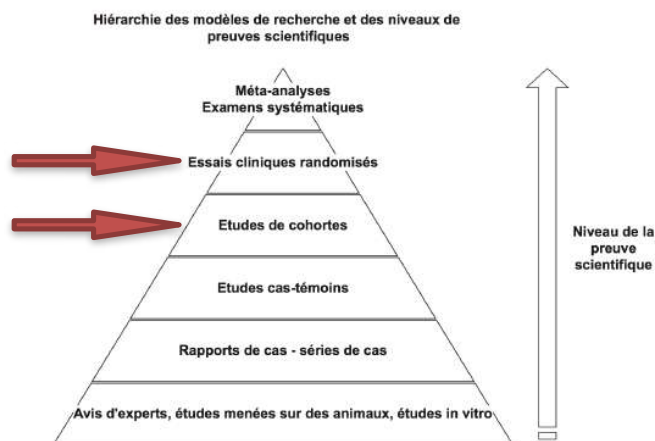 Hiérarchie des modèles de recherche et des niveaux de
preuves scientifiques
Méta-analyses
Examens systématiques
Essais cliniques randomisés
Etudes de cohortes
Niveau de la
preuve
scientifique
Etudes cas-témoins
Rapports de cas - séries de cas
Avis d'experts, études menées sur des animaux, études in vitro